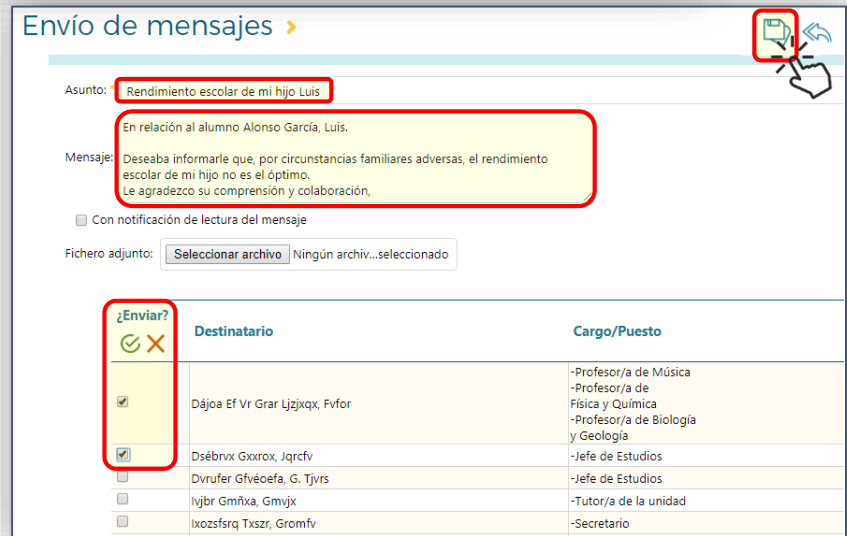 Envío de mensajes
Asunto: * Rendimiento escolar de mi hijo Luis
En relación al alumno Alonso García, Luis.
Mensaje: Deseaba informarle que, por circunstancias familiares adversas, el rendimiento
escolar de mi hijo no es el óptimo.
Le agradezco su comprensión y colaboración,
Con notificación de lectura del mensaje
Fichero adjunto: Seleccionar archivo Ningún archiv...seleccionado
¿Enviar?
Destinatario Cargo/Puesto
-Profesor/a de Música
-Profesor/a de
Dájoa Ef Vr Grar Ljzjxqx, Fvfor Física y Química
-Profesor/a de Biología
y Geología
Dsébrvx Gxxrox, Jqrcfv -Jefe de Estudios
Dvrufer Gfvéoefa, G. Tjvrs -Jefe de Estudios
Ivjbr Gmñxa, Gmvjx -Tutor/a de la unidad
Ixozsfsrq Txszr, Gromfv -Secretario